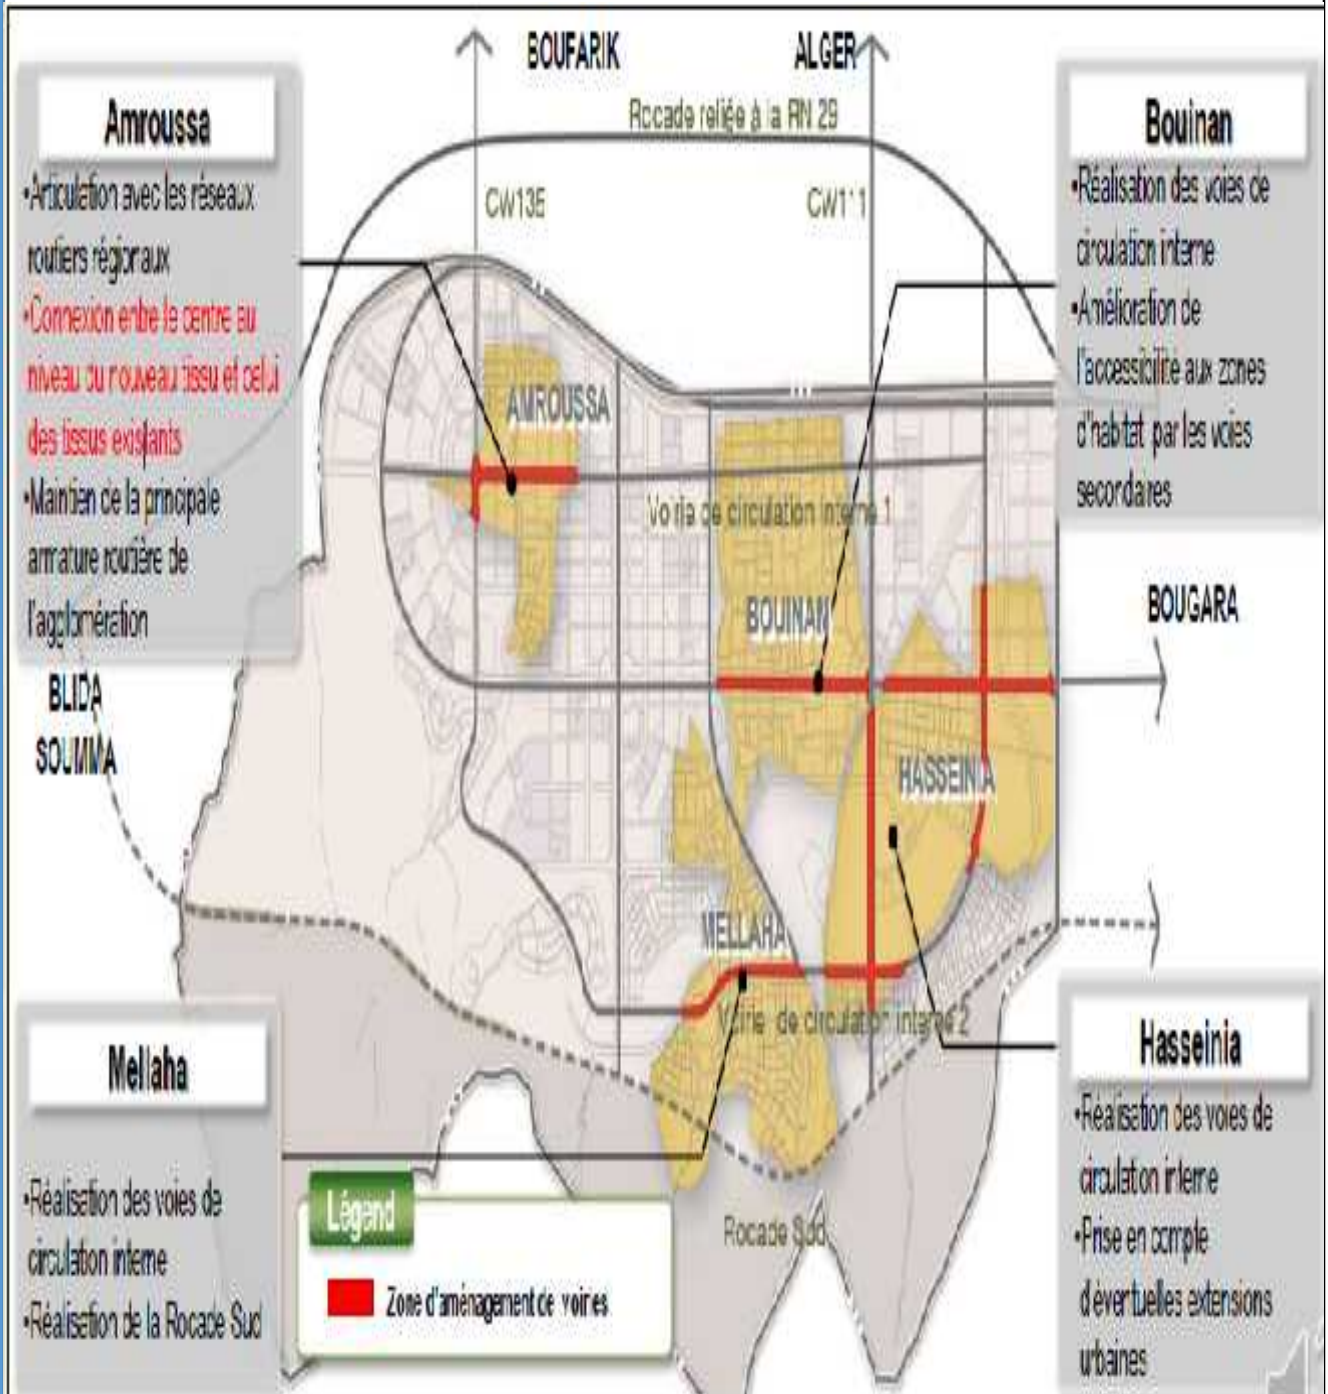 BOUFARIK
ALGER
Rocade reliée à la RN 29
CW135
CW111
Amroussa
•Articulation avec les réseaux
routiers régionaux
•Connexion entre le centre au
niveau du nouveau tissu et celui
des tissus existants
•Maintien de la principale
armature routière de
l'agglomération
Bouinan
•Réalisation des voies de
circulation interne
•Amélioration de
l'accessibilité aux zones
d'habitat par les voies
secondaires
AMROUSSA
Voirie de circulation interne 1
BOUINAN
BOUGARA
BLIDA
SOUMMA
HASSEINIA
MELLAHA
Voirie de circulation interne 2
Rocade Sud
Mellaha
•Réalisation des voies de
circulation interne
•Réalisation de la Rocade Sud
Légend
Zone d'aménagement de voiries
Hasseinia
•Réalisation des voies de
circulation interne
•Prise en compte
d'éventuelles extensions
urbaines